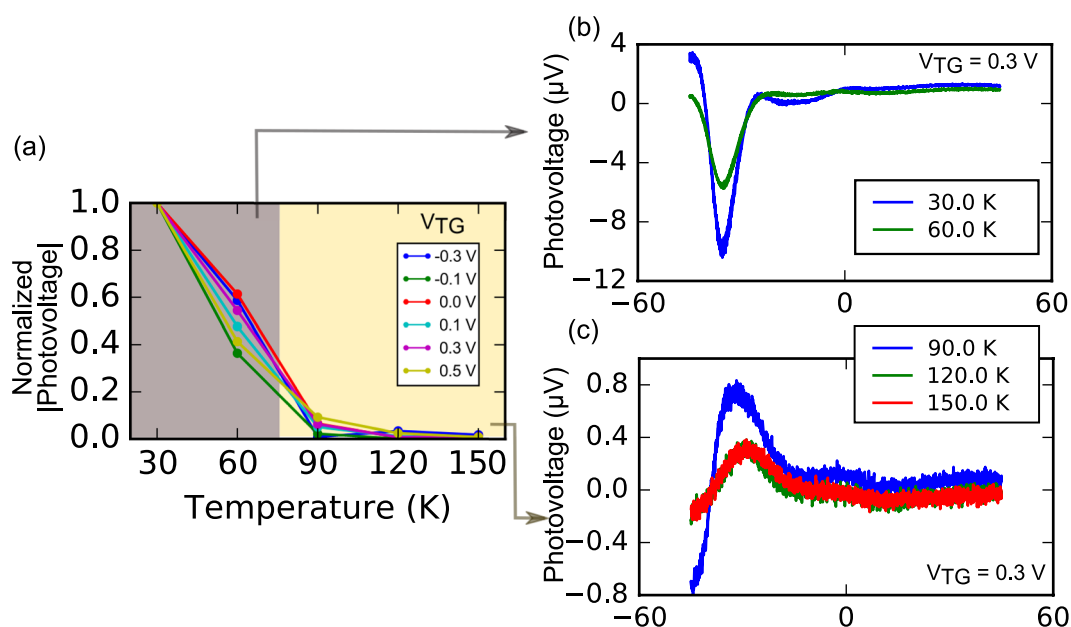 (a)
Normalized
|Photovoltage|
1.0
0.8
0.6
0.4
0.2
0.0
30 60 90 120 150
Temperature (K)
VTG
-0.3 V
-0.1 V
0.0 V
0.1 V
0.3 V
0.5 V
(b)
Photovoltage (µV)
4
0
−4
−8
−12
−60 0 60
VTG = 0.3 V
30.0 K
60.0 K
(c)
Photovoltage (µV)
0.8
0.4
0.0
−0.4
−0.8
−60 0 60
90.0 K
120.0 K
150.0 K
VTG = 0.3 V